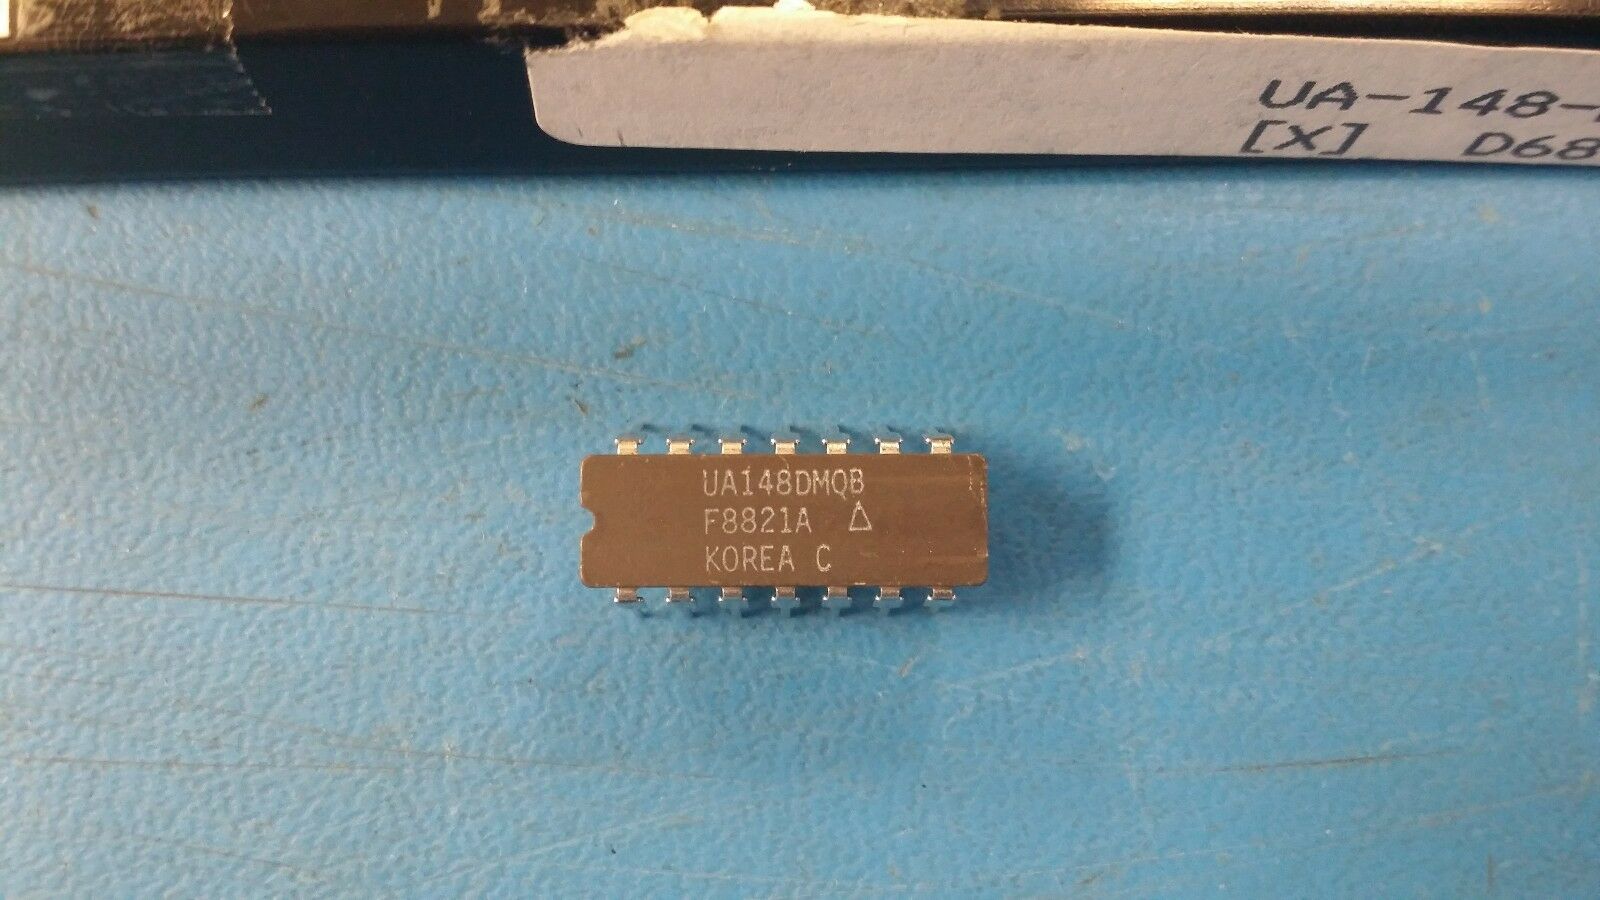 UA-148-
[X] D68
UA148DMQB
F8821A △
KOREA C